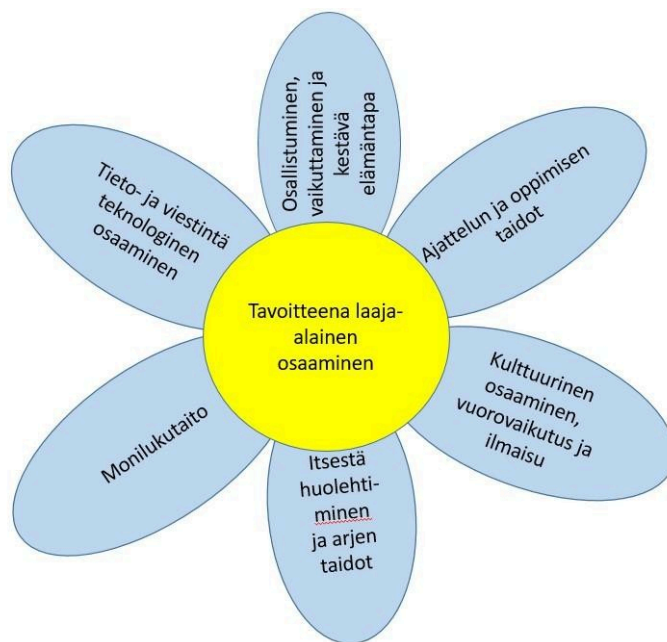 Osallistuminen,
vaikuttaminen ja
kestävä
elämäntapa
Ajattelun ja oppimisen
taidot
Kulttuurinen
osaaminen,
vuorovaikutus ja
ilmaisu
Itsestä
huolehti-
minen
ja arjen
taidot
Monilukutaito
Tieto- ja viestintä
teknologinen
osaaminen
Tavoitteena laaja-
alainen
osaaminen